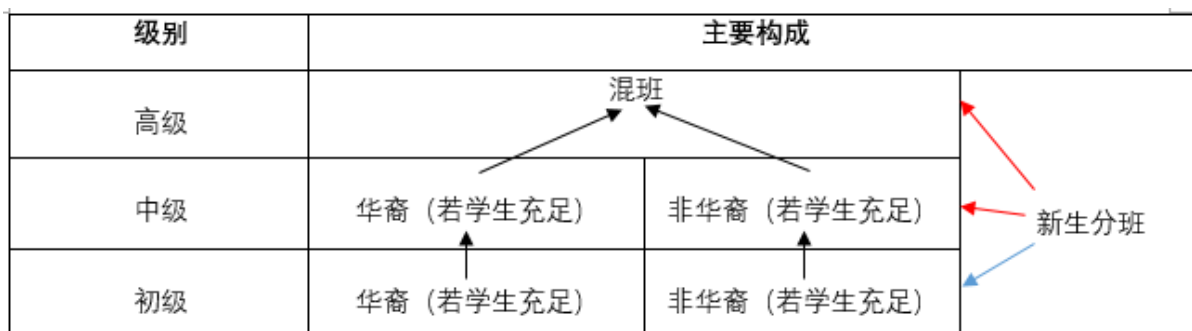 级别 主要构成
混班
高级
中级 华裔（若学生充足） 非华裔（若学生充足）
新生分班
初级 华裔（若学生充足） 非华裔（若学生充足）